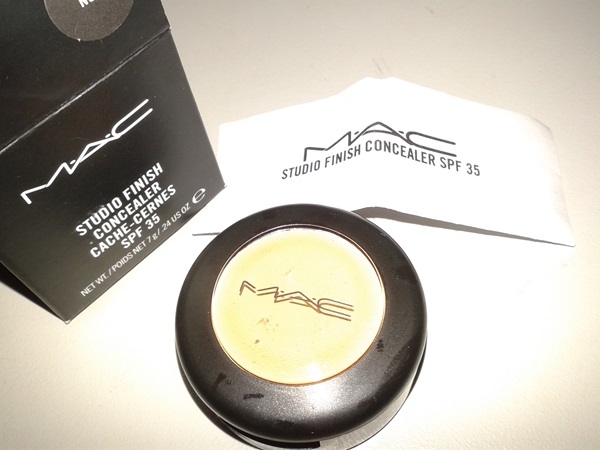 M·A·C
STUDIO FINISH
CONCEALER
CACHE-CERNES
SPF 35
NET WT./POIDS NET 7g/.24 US OZ ℮
M·A·C
STUDIO FINISH CONCEALER SPF 35
M·A·C